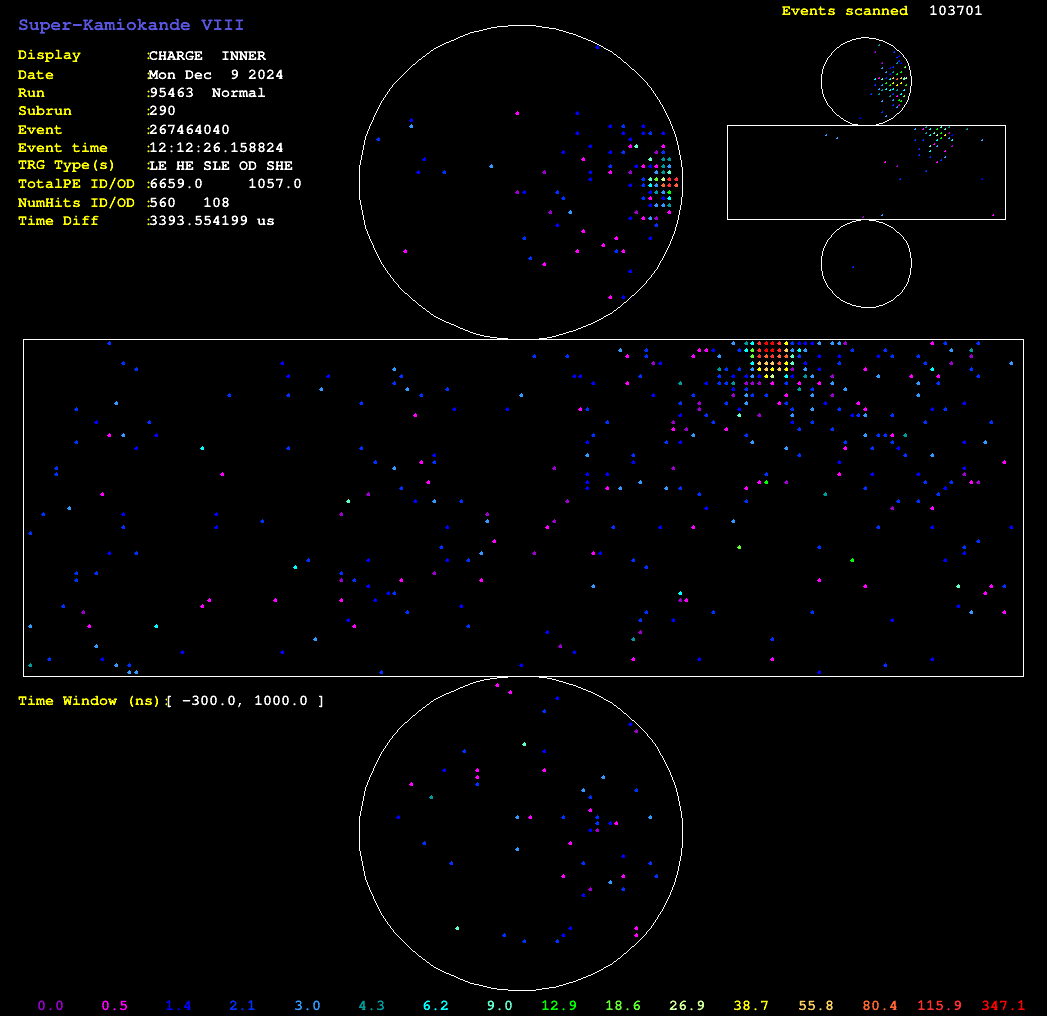 Super-Kamiokande VIII
Events scanned 103701
Display :CHARGE INNER
Date :Mon Dec 9 2024
Run :95463 Normal
Subrun :290
Event :267464040
Event time :12:12:26.158824
TRG Type(s) :LE HE SLE OD SHE
TotalPE ID/OD :6659.0 1057.0
NumHits ID/OD :560 108
Time Diff :3393.554199 us
Time Window (ns):[ -300.0, 1000.0 ]
0.0 0.5 1.4 2.1 3.0 4.3 6.2 9.0 12.9 18.6 26.9 38.7 55.8 80.4 115.9 347.1